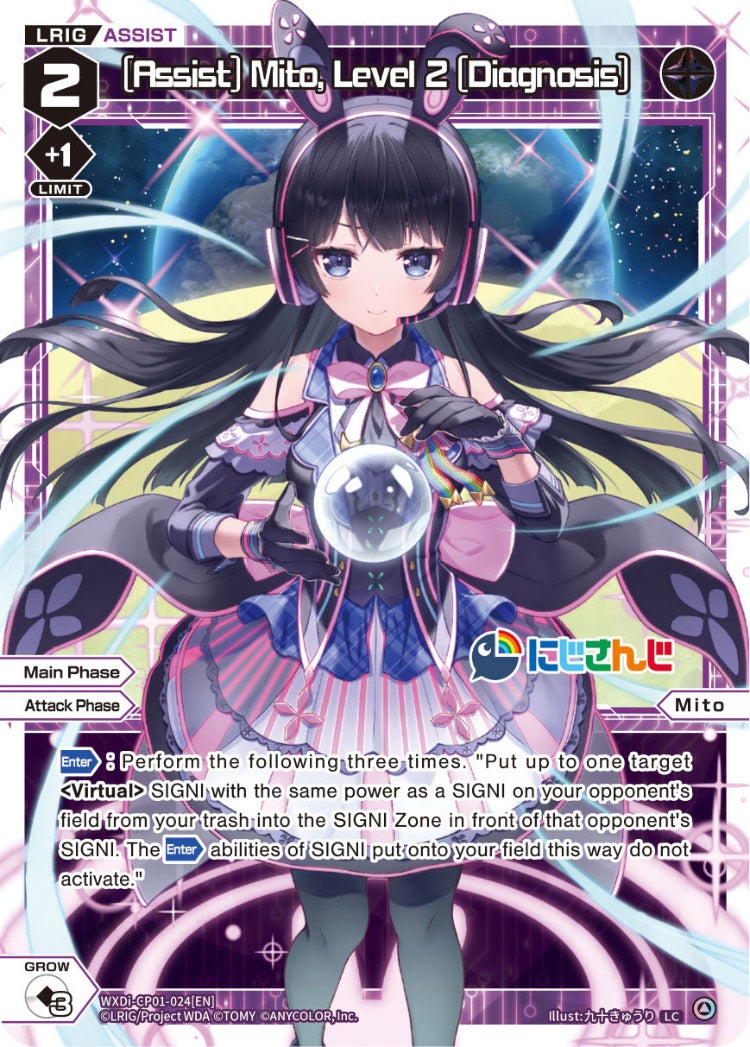 LRIG ASSIST
2 [Assist] Mito, Level 2 [Diagnosis]
+1
LIMIT
にじさんじ
Main Phase
Attack Phase
Mito
Enter : Perform the following three times. "Put up to one target
<Virtual> SIGNI with the same power as a SIGNI on your opponent's
field from your trash into the SIGNI Zone in front of that opponent's
SIGNI. The Enter abilities of SIGNI put onto your field this way do not
activate."
GROW
3
WXDi-CP01-024[EN]
©LRIG/Project WDA ©TOMY ©ANYCOLOR, Inc.
Illust:九十きゅうり LC